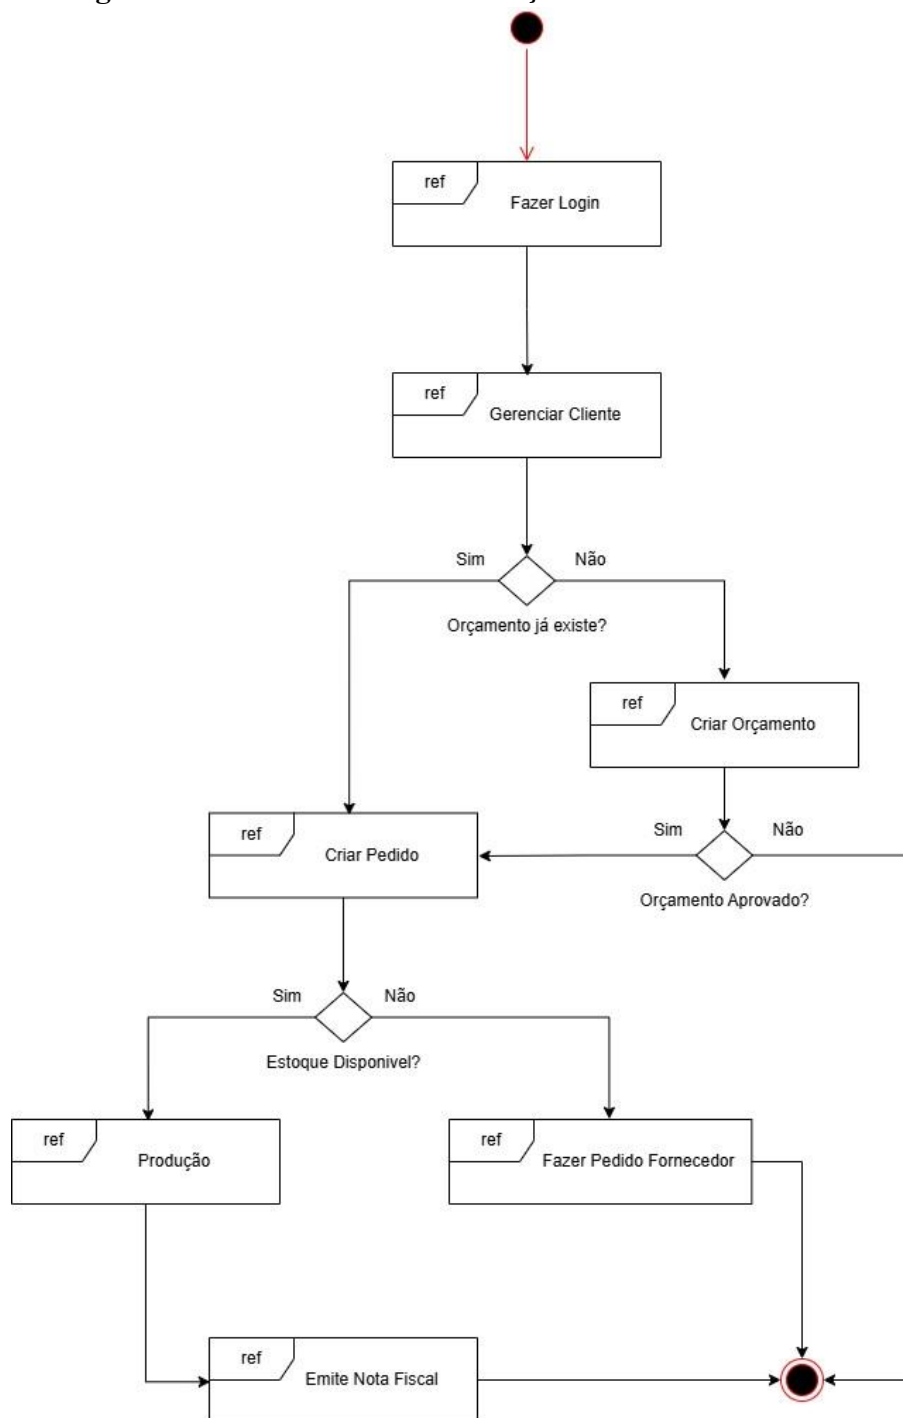 ref
Fazer Login
ref
Gerenciar Cliente
Sim
Não
Orçamento já existe?
ref
Criar Orçamento
ref
Criar Pedido
Sim
Não
Orçamento Aprovado?
Sim
Não
Estoque Disponivel?
ref
Produção
ref
Fazer Pedido Fornecedor
ref
Emite Nota Fiscal